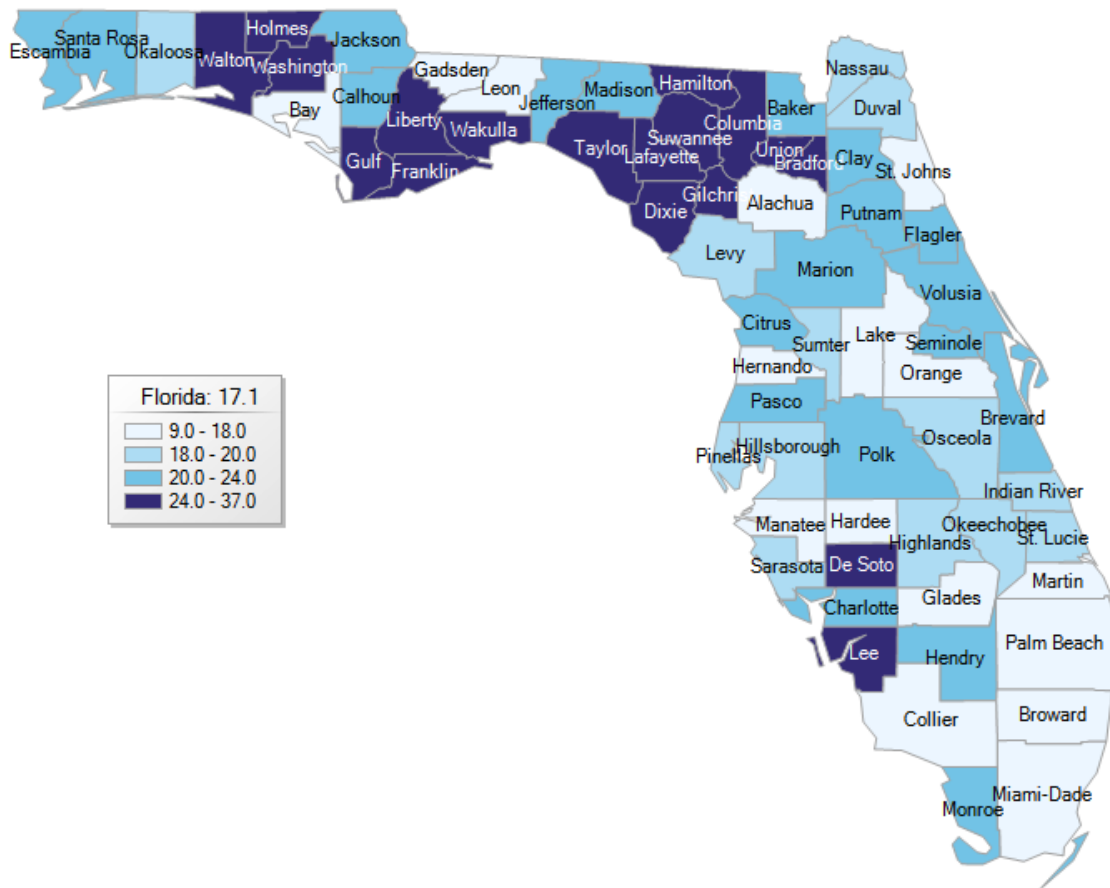 Holmes
Escambia
Santa Rosa
Okaloosa
Walton
Washington
Jackson
Bay
Calhoun
Gulf
Liberty
Franklin
Gadsden
Leon
Wakulla
Jefferson
Madison
Taylor
Hamilton
Suwannee
Lafayette
Columbia
Dixie
Gilchri
Union
Bradford
Baker
Nassau
Duval
Clay
St. Johns
Alachua
Putnam
Flagler
Levy
Marion
Volusia
Citrus
Sumter
Lake
Seminole
Hernando
Orange
Pasco
Brevard
Pinellas
Hillsborough
Polk
Osceola
Indian River
Manatee
Hardee
Highlands
Okeechobee
St. Lucie
Sarasota
De Soto
Martin
Charlotte
Glades
Lee
Hendry
Palm Beach
Collier
Broward
Monroe
Miami-Dade
Florida: 17.1
9.0 - 18.0
18.0 - 20.0
20.0 - 24.0
24.0 - 37.0